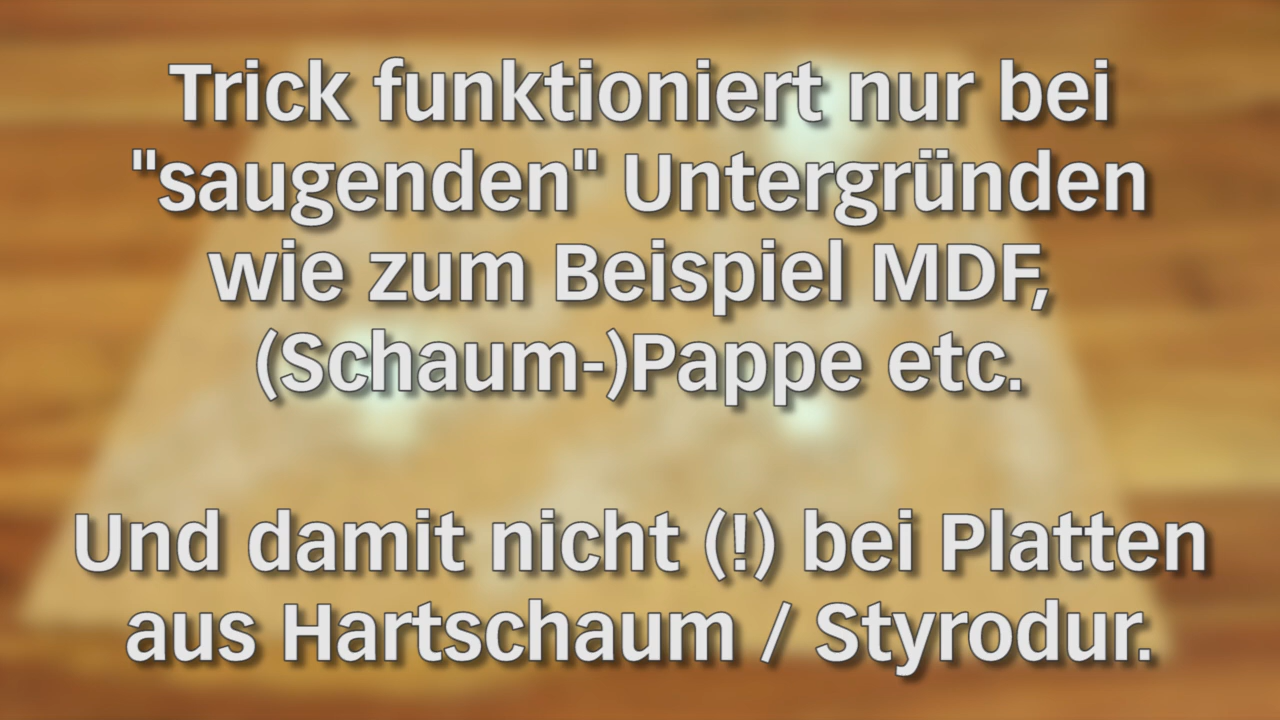 Trick funktioniert nur bei
"saugenden" Untergründen
wie zum Beispiel MDF,
(Schaum-)Pappe etc.
Und damit nicht (!) bei Platten
aus Hartschaum / Styrodur.